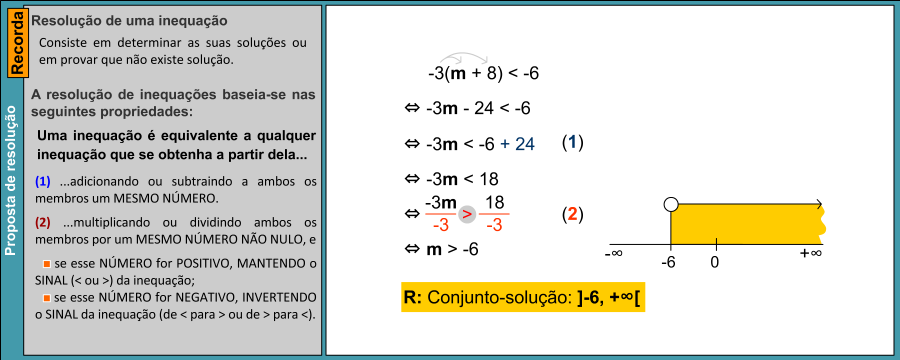 Recorda
Proposta de resolução
Resolução de uma inequação
Consiste em determinar as suas soluções ou
em provar que não existe solução.
A resolução de inequações baseia-se nas
seguintes propriedades:
Uma inequação é equivalente a qualquer
inequação que se obtenha a partir dela...
(1) ...adicionando ou subtraindo a ambos os
membros um MESMO NÚMERO.
(2) ...multiplicando ou dividindo ambos os
membros por um MESMO NÚMERO NÃO NULO, e
■ se esse NÚMERO for POSITIVO, MANTENDO o
SINAL (< ou >) da inequação;
■ se esse NÚMERO for NEGATIVO, INVERTENDO
o SINAL da inequação (de < para > ou de > para <).
-3(m + 8) < -6
⇔ -3m - 24 < -6
⇔ -3m < -6 + 24 (1)
⇔ -3m < 18
⇔ -3m/-3 > 18/-3 (2)
⇔ m > -6
R: Conjunto-solução: ]-6, +∞[
-∞ -6 0 +∞